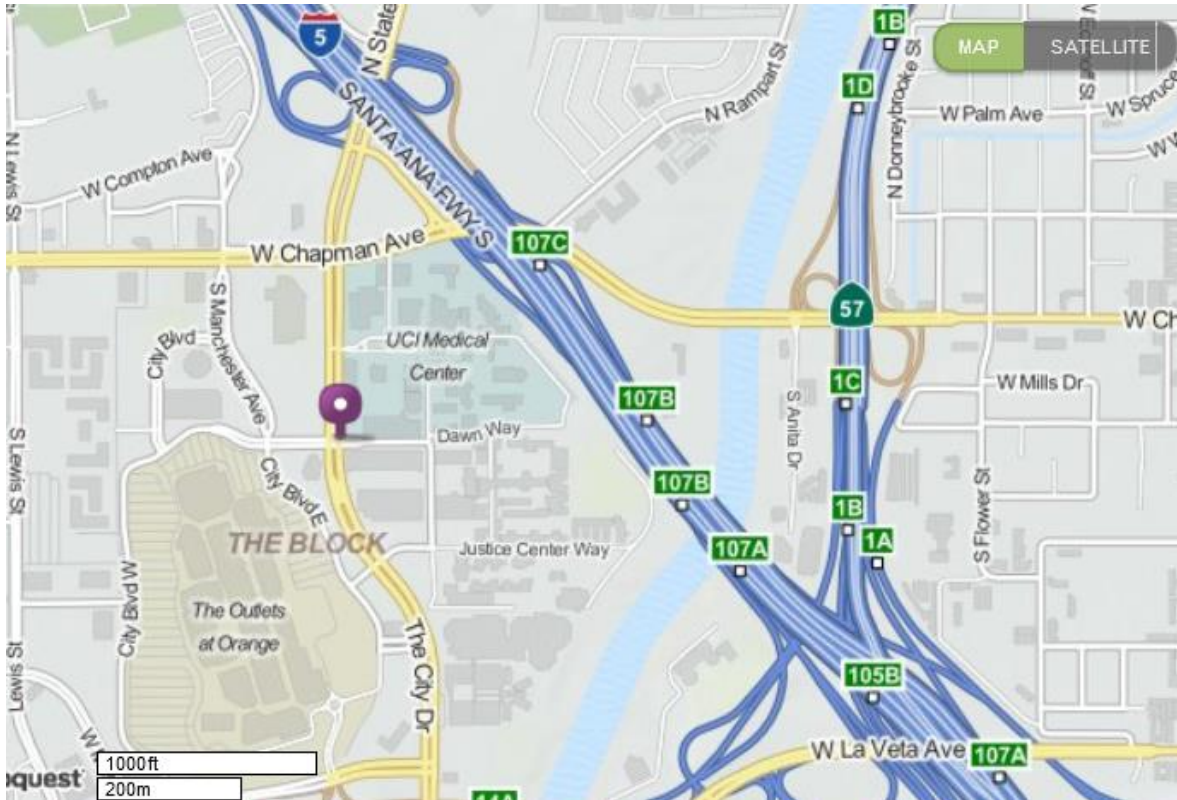 5
N State
1B
MAP
SATELLITE
1D
N Donneybrooke St
W Palm Ave
W Spruce
N Rampart St
SANTA ANA FWY S
N Lewis St
W Compton Ave
W Chapman Ave
107C
57
W Ch
S Manchester Ave
City Blvd
UCI Medical
Center
1C
W Mills Dr
107B
S Anita Dr
Dawn Way
S Lewis St
City Blvd E
107B
1B
S Flower St
THE BLOCK
Justice Center Way
107A
1A
City Blvd W
The Outlets
at Orange
The City Dr
Lewis St
105B
W La Veta Ave
107A
quest
1000ft
200m
14A